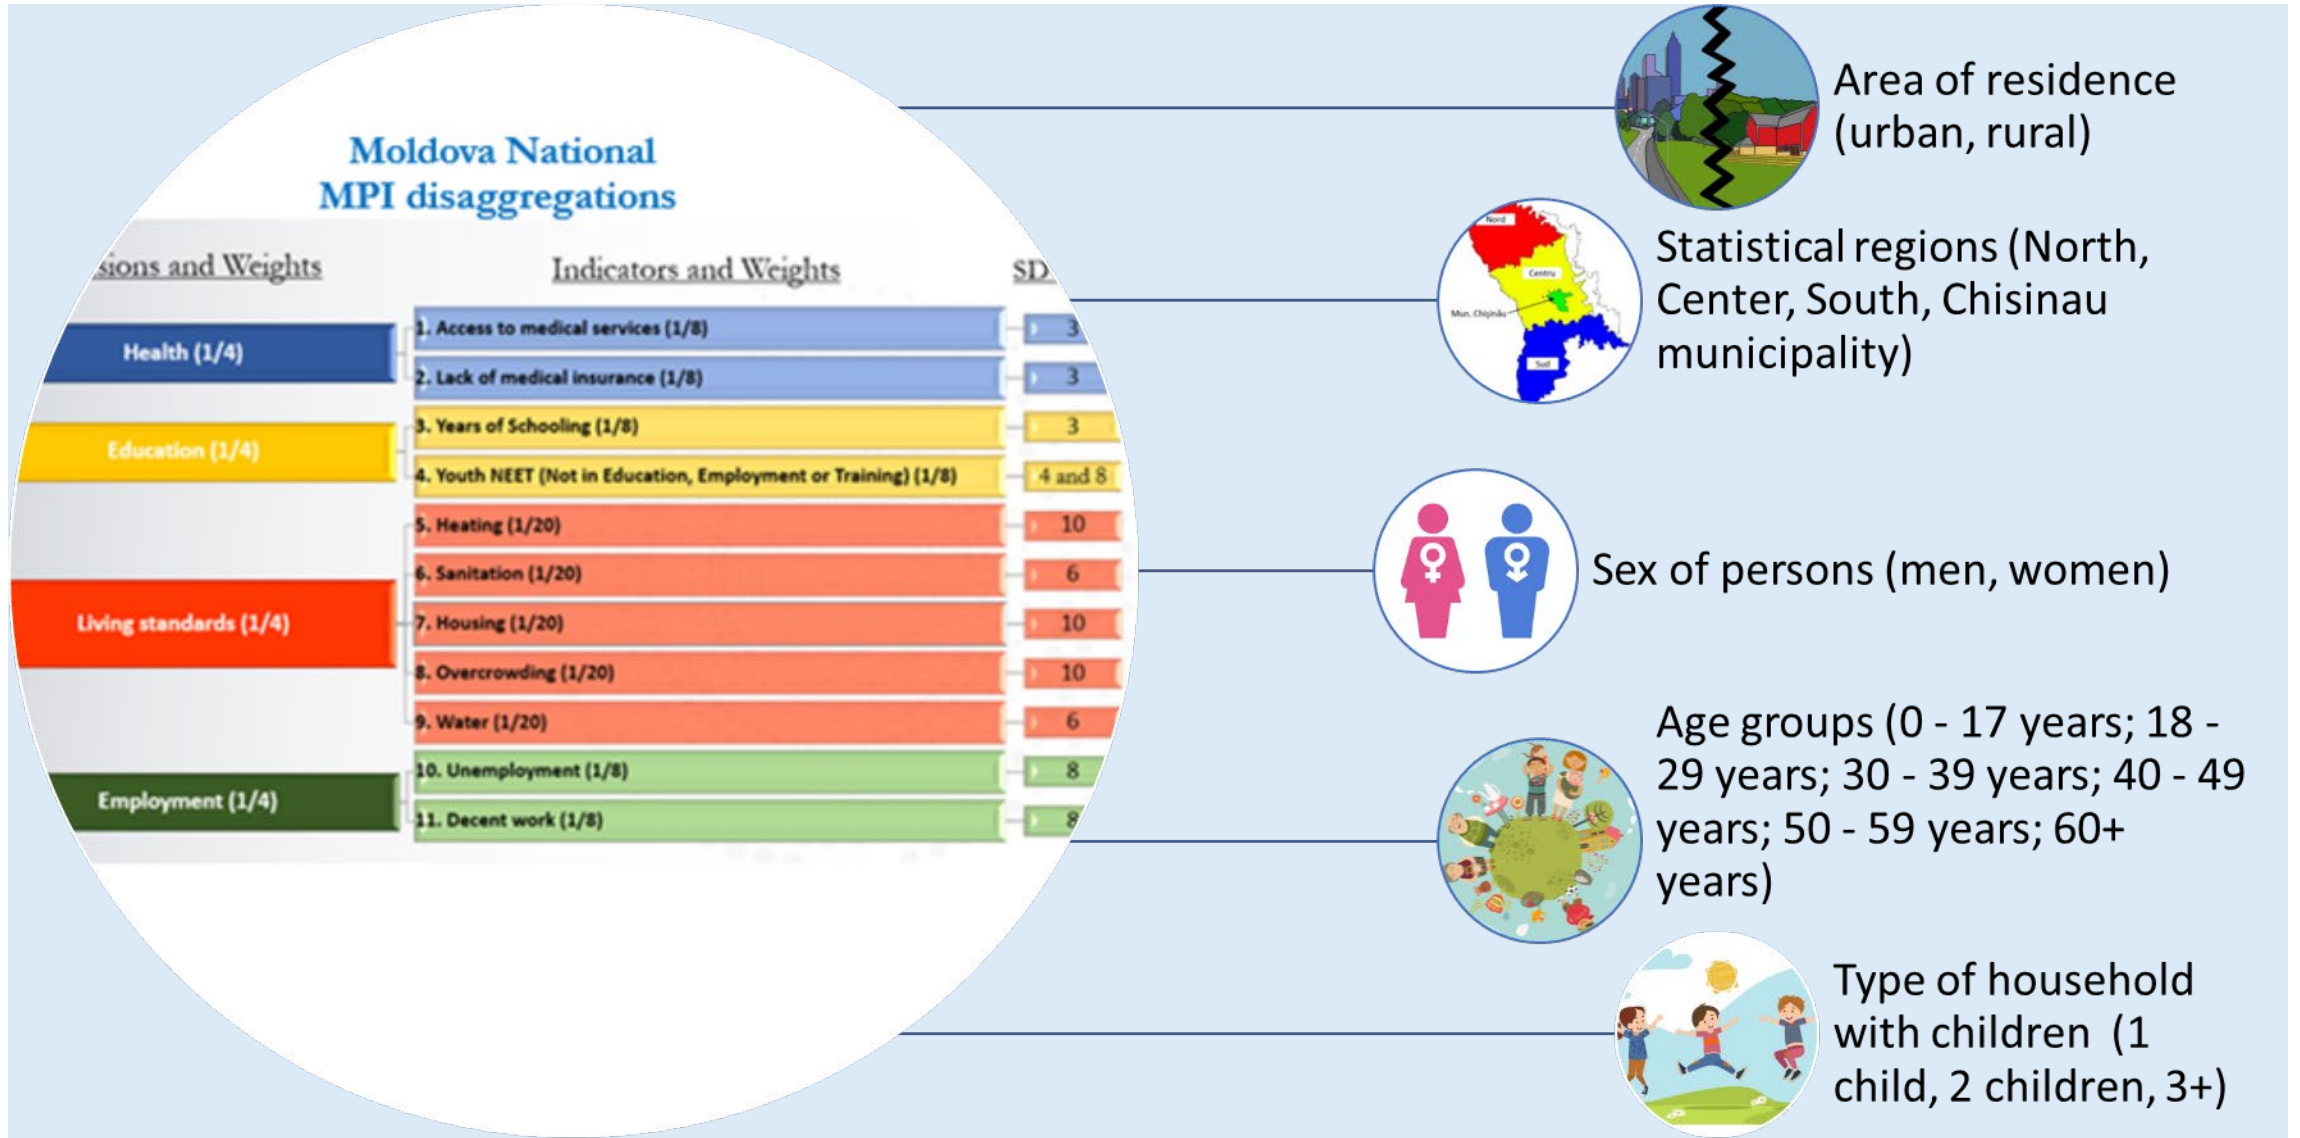 Moldova National
MPI disaggregations
sions and Weights
Indicators and Weights
SD
Health (1/4)
1. Access to medical services (1/8)
3
2. Lack of medical insurance (1/8)
3
Education (1/4)
3. Years of Schooling (1/8)
3
4. Youth NEET (Not in Education, Employment or Training) (1/8)
4 and 8
Living standards (1/4)
5. Heating (1/20)
10
6. Sanitation (1/20)
6
7. Housing (1/20)
10
8. Overcrowding (1/20)
10
9. Water (1/20)
6
Employment (1/4)
10. Unemployment (1/8)
8
11. Decent work (1/8)
8
Area of residence
(urban, rural)
Nord
Centru
Mun. Chișinău
Sud
Statistical regions (North,
Center, South, Chisinau
municipality)
Sex of persons (men, women)
Age groups (0 - 17 years; 18 -
29 years; 30 - 39 years; 40 - 49
years; 50 - 59 years; 60+
years)
Type of household
with children (1
child, 2 children, 3+)